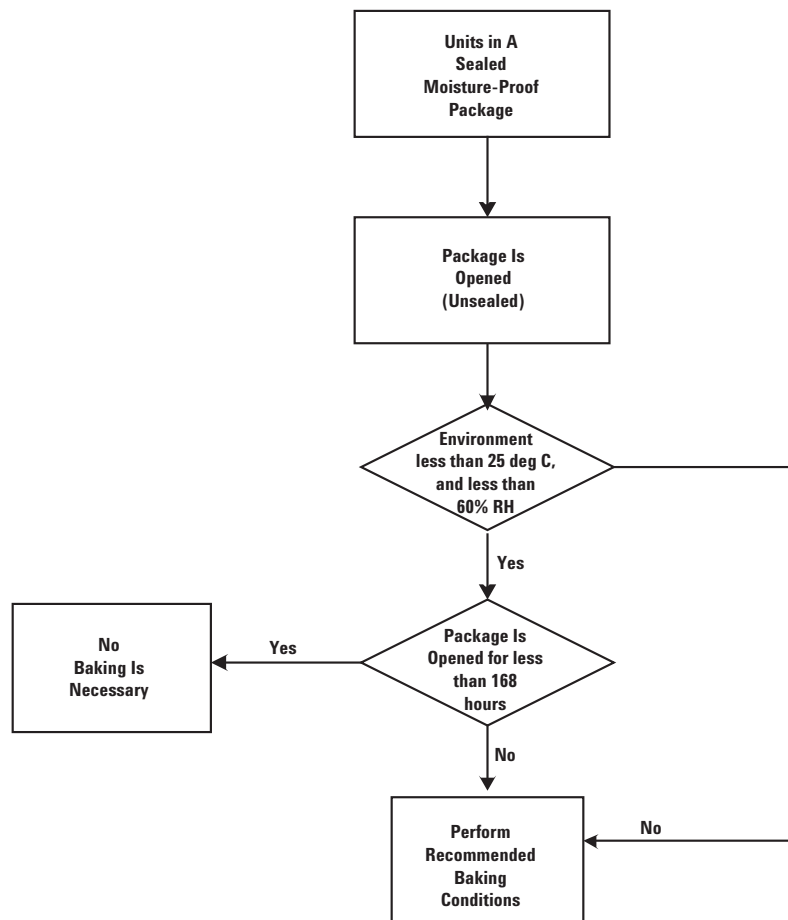 Units in A
Sealed
Moisture-Proof
Package
Package Is
Opened
(Unsealed)
Environment
less than 25 deg C,
and less than
60% RH
Yes
Package Is
Opened for less
than 168
hours
Yes
No
Baking Is
Necessary
No
Perform
Recommended
Baking
Conditions
No